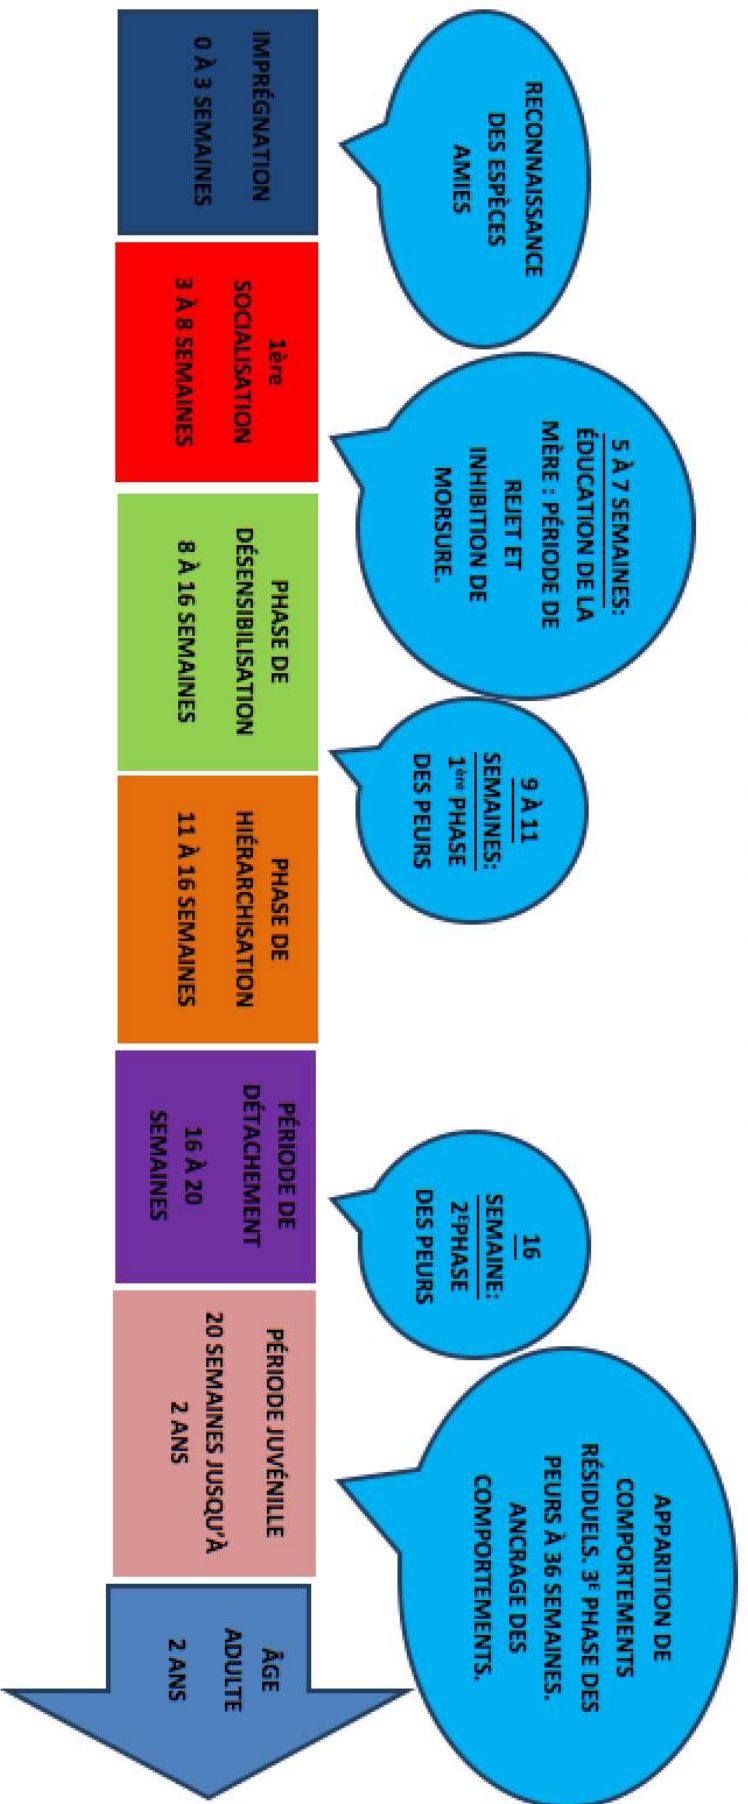 RECONNAISSANCE
DES ESPÈCES
AMIES
5 À 7 SEMAINES:
ÉDUCATION DE LA
MÈRE : PÉRIODE DE
REJET ET
INHIBITION DE
MORSURE.
9 À 11
SEMAINES:
1ère PHASE
DES PEURS
16
SEMAINE:
2EPHASE
DES PEURS
APPARITION DE
COMPORTEMENTS
RÉSIDUELS. 3E PHASE DES
PEURS À 36 SEMAINES.
ANCRAGE DES
COMPORTEMENTS.
IMPRÉGNATION
0 À 3 SEMAINES
1ère
SOCIALISATION
3 À 8 SEMAINES
PHASE DE
DÉSENSIBILISATION
8 À 16 SEMAINES
PHASE DE
HIÉRARCHISATION
11 À 16 SEMAINES
PÉRIODE DE
DÉTACHEMENT
16 À 20
SEMAINES
PÉRIODE JUVÉNILLE
20 SEMAINES JUSQU'À
2 ANS
ÂGE
ADULTE
2 ANS